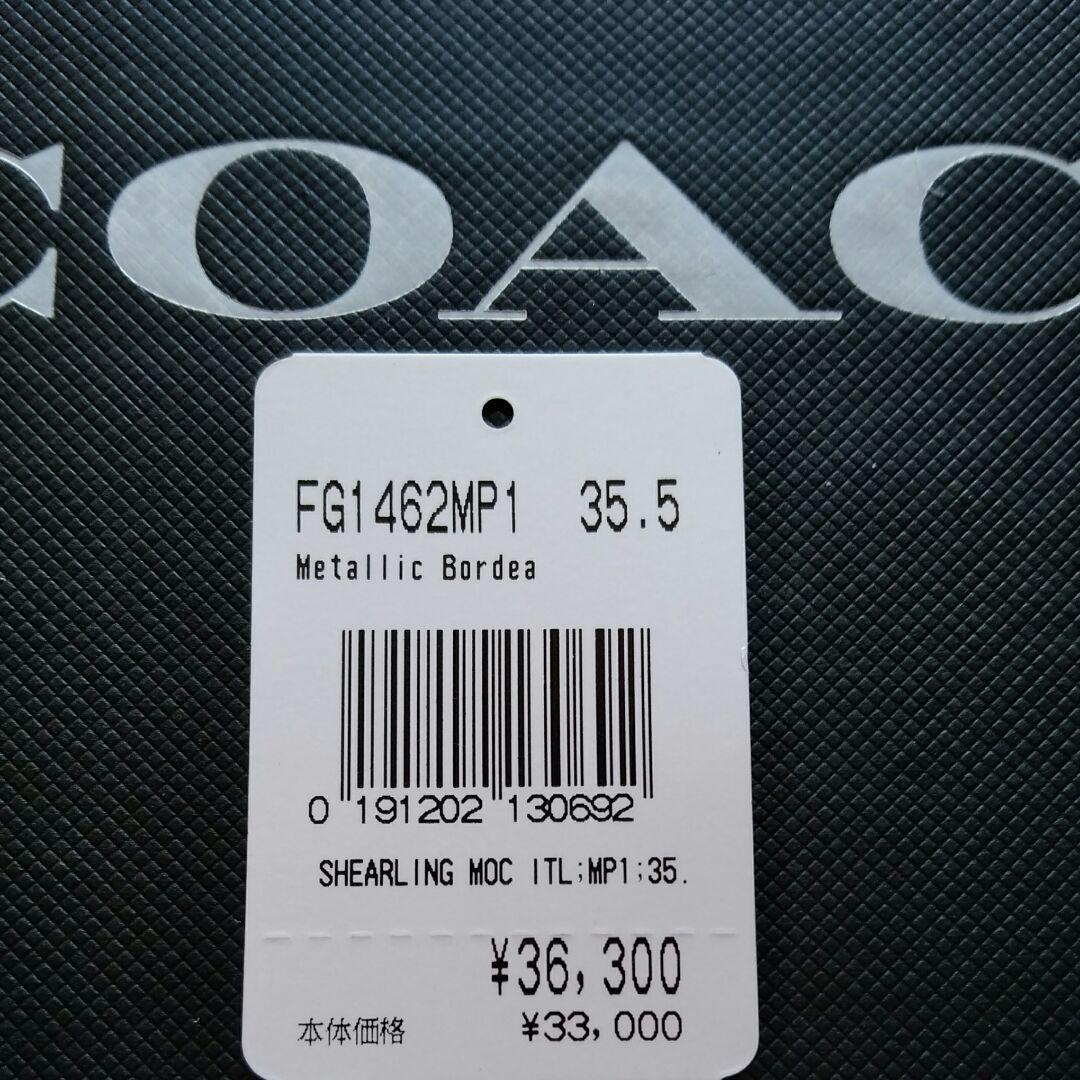 COAC
FG1462MP1 35.5
Metallic Bordea
0 191202 130692
SHEARLING MOC ITL;MP1;35.
¥36,300
本体価格 ¥33,000